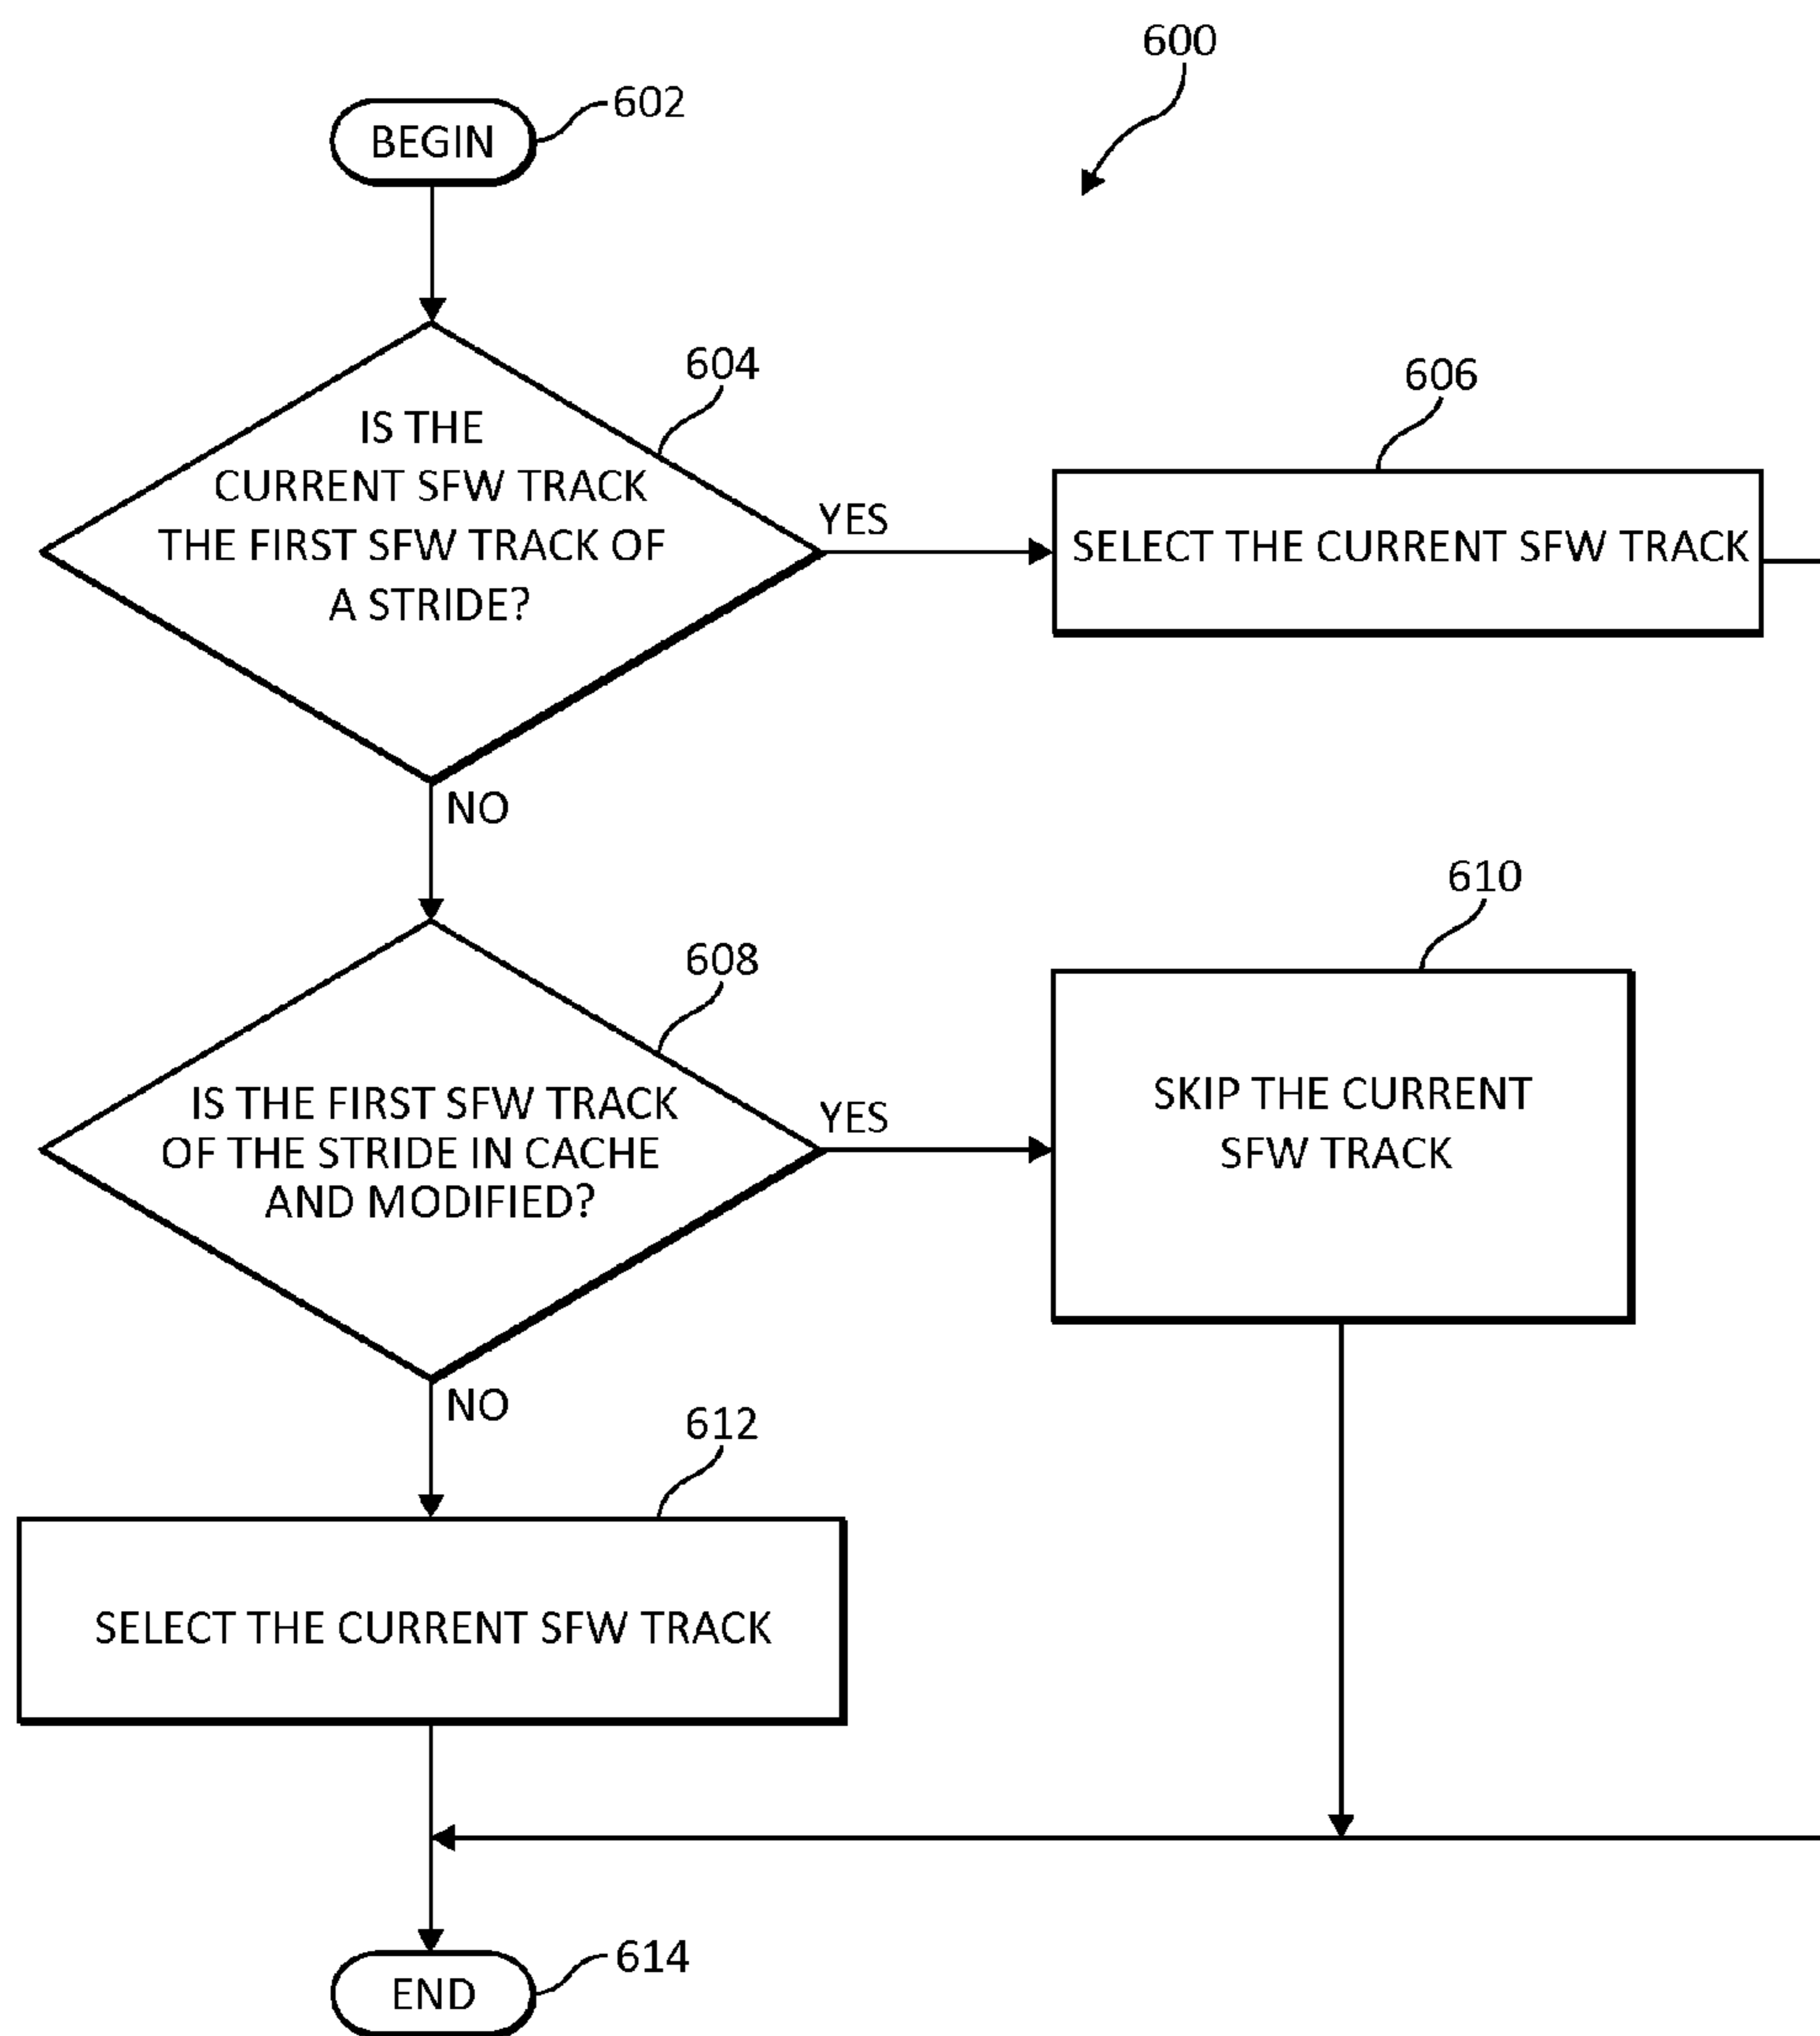 600
BEGIN
602
604
IS THE
CURRENT SFW TRACK
THE FIRST SFW TRACK OF
A STRIDE?
YES
606
SELECT THE CURRENT SFW TRACK
NO
608
IS THE FIRST SFW TRACK
OF THE STRIDE IN CACHE
AND MODIFIED?
YES
610
SKIP THE CURRENT
SFW TRACK
NO
612
SELECT THE CURRENT SFW TRACK
END
614